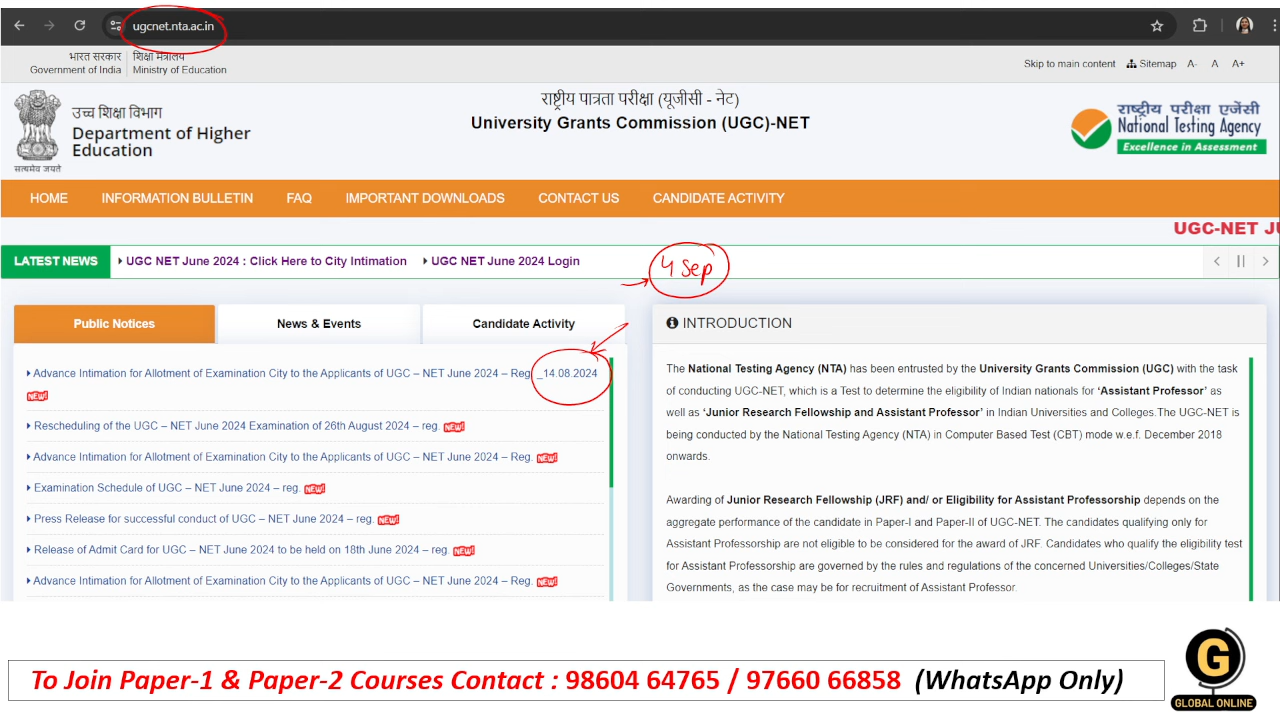 ugcnet.nta.ac.in
भारत सरकार | शिक्षा मंत्रालय
Government of India | Ministry of Education
Skip to main content Sitemap A- A A+
उच्च शिक्षा विभाग
Department of Higher
Education
सत्यमेव जयते
राष्ट्रीय पात्रता परीक्षा (यूजीसी - नेट)
University Grants Commission (UGC)-NET
राष्ट्रीय परीक्षा एजेंसी
National Testing Agency
Excellence in Assessment
HOME INFORMATION BULLETIN FAQ IMPORTANT DOWNLOADS CONTACT US CANDIDATE ACTIVITY
UGC-NET JU
LATEST NEWS UGC NET June 2024 : Click Here to City Intimation UGC NET June 2024 Login
4 Sep
Public Notices News & Events Candidate Activity
Advance Intimation for Allotment of Examination City to the Applicants of UGC – NET June 2024 – Reg. _14.08.2024
NEW!
Rescheduling of the UGC – NET June 2024 Examination of 26th August 2024 – reg. NEW!
Advance Intimation for Allotment of Examination City to the Applicants of UGC – NET June 2024 – Reg. NEW!
Examination Schedule of UGC – NET June 2024 – reg. NEW!
Press Release for successful conduct of UGC – NET June 2024 – reg. NEW!
Release of Admit Card for UGC – NET June 2024 to be held on 18th June 2024 – reg. NEW!
Advance Intimation for Allotment of Examination City to the Applicants of UGC – NET June 2024 – Reg. NEW!
INTRODUCTION
The National Testing Agency (NTA) has been entrusted by the University Grants Commission (UGC) with the task
of conducting UGC-NET, which is a Test to determine the eligibility of Indian nationals for ‘Assistant Professor’ as
well as ‘Junior Research Fellowship and Assistant Professor’ in Indian Universities and Colleges.The UGC-NET is
being conducted by the National Testing Agency (NTA) in Computer Based Test (CBT) mode w.e.f. December 2018
onwards.
Awarding of Junior Research Fellowship (JRF) and/ or Eligibility for Assistant Professorship depends on the
aggregate performance of the candidate in Paper-I and Paper-II of UGC-NET. The candidates qualifying only for
Assistant Professorship are not eligible to be considered for the award of JRF. Candidates who qualify the eligibility test
for Assistant Professorship are governed by the rules and regulations of the concerned Universities/Colleges/State
Governments, as the case may be for recruitment of Assistant Professor.
To Join Paper-1 & Paper-2 Courses Contact : 98604 64765 / 97660 66858 (WhatsApp Only)
G
GLOBAL ONLINE